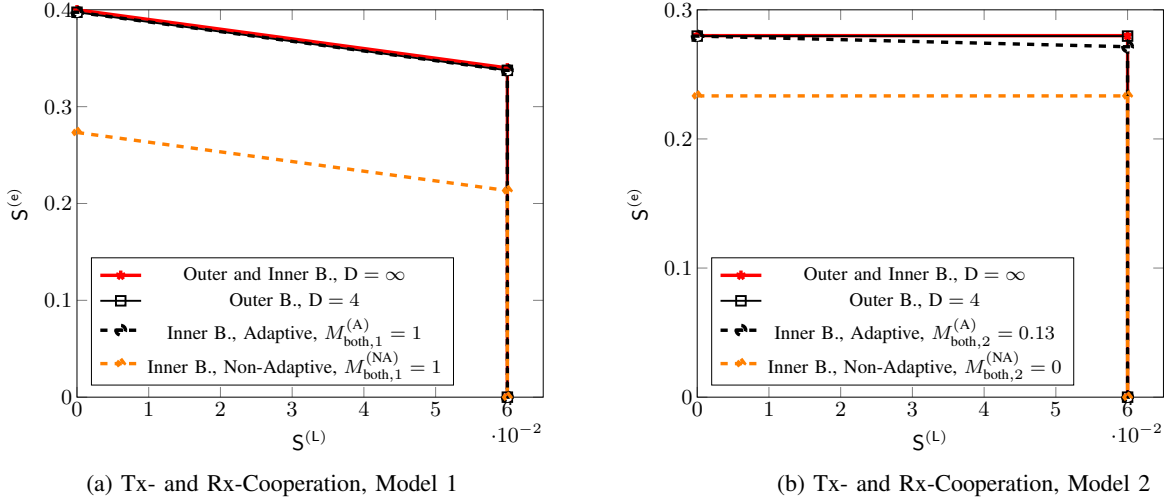 0.4
0.3
0.2
0.1
0
S^(e)
0 1 2 3 4 5 6
·10^−2
S^(L)
Outer and Inner B., D = ∞
Outer B., D = 4
Inner B., Adaptive, M_both,1^(A) = 1
Inner B., Non-Adaptive, M_both,1^(NA) = 1
(a) Tx- and Rx-Cooperation, Model 1
0.3
0.2
0.1
0
S^(e)
0 1 2 3 4 5 6
·10^−2
S^(L)
Outer and Inner B., D = ∞
Outer B., D = 4
Inner B., Adaptive, M_both,2^(A) = 0.13
Inner B., Non-Adaptive, M_both,2^(NA) = 0
(b) Tx- and Rx-Cooperation, Model 2